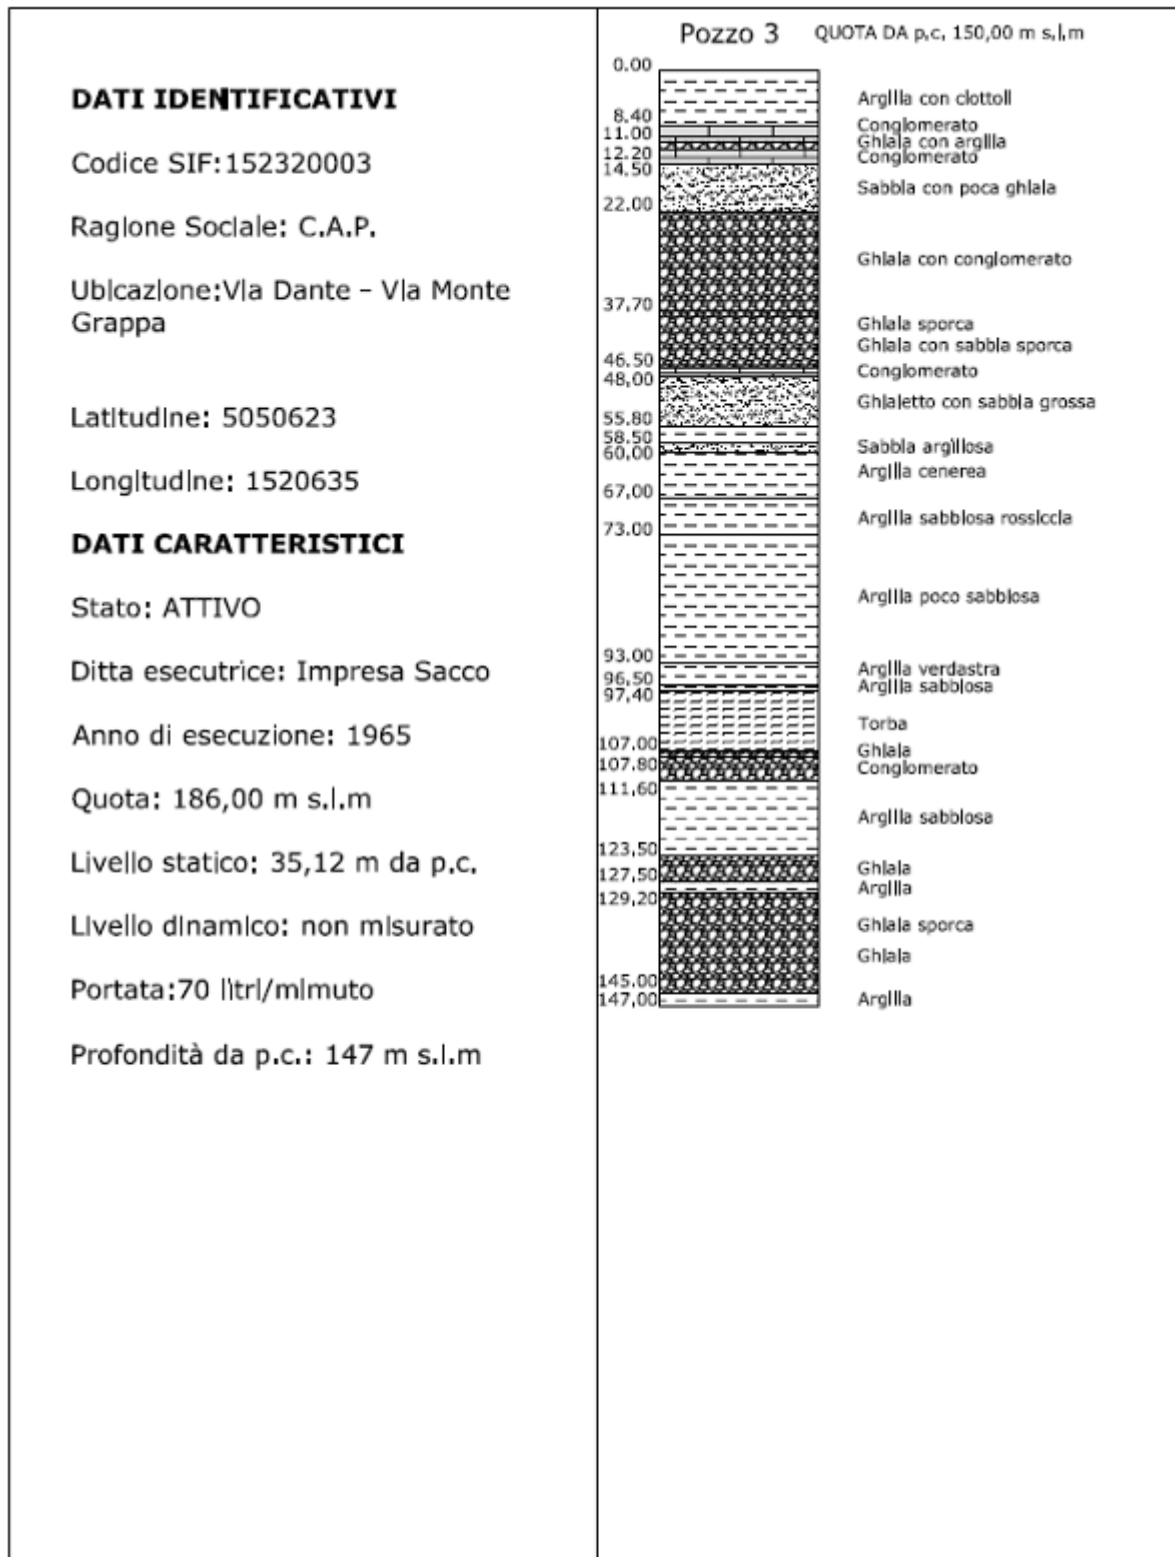 DATI IDENTIFICATIVI
Codice SIF:152320003
Ragione Sociale: C.A.P.
Ubicazione:Via Dante - Via Monte
Grappa
Latitudine: 5050623
Longitudine: 1520635
DATI CARATTERISTICI
Stato: ATTIVO
Ditta esecutrice: Impresa Sacco
Anno di esecuzione: 1965
Quota: 186,00 m s.l.m
Livello statico: 35,12 m da p.c.
Livello dinamico: non misurato
Portata:70 litri/mimuto
Profondità da p.c.: 147 m s.l.m
Pozzo 3 QUOTA DA p.c. 150,00 m s.l.m
0.00
Argilla con ciottoli
8.40
Conglomerato
11.00
Ghiaia con argilla
12.20
Conglomerato
14.50
Sabbia con poca ghiaia
22.00
Ghiaia con conglomerato
37,70
Ghiaia sporca
Ghiaia con sabbia sporca
46.50
Conglomerato
48,00
Ghiaietto con sabbia grossa
55.80
58.50
Sabbia argillosa
60,00
Argilla cenerea
67,00
Argilla sabbiosa rossiccia
73.00
Argilla poco sabbiosa
93.00
Argilla verdastra
96,50
Argilla sabbiosa
97,40
Torba
107,00
Ghiaia
107.80
Conglomerato
111,60
Argilla sabbiosa
123,50
Ghiaia
127,50
Argilla
129,20
Ghiaia sporca
Ghiaia
145.00
147,00
Argilla